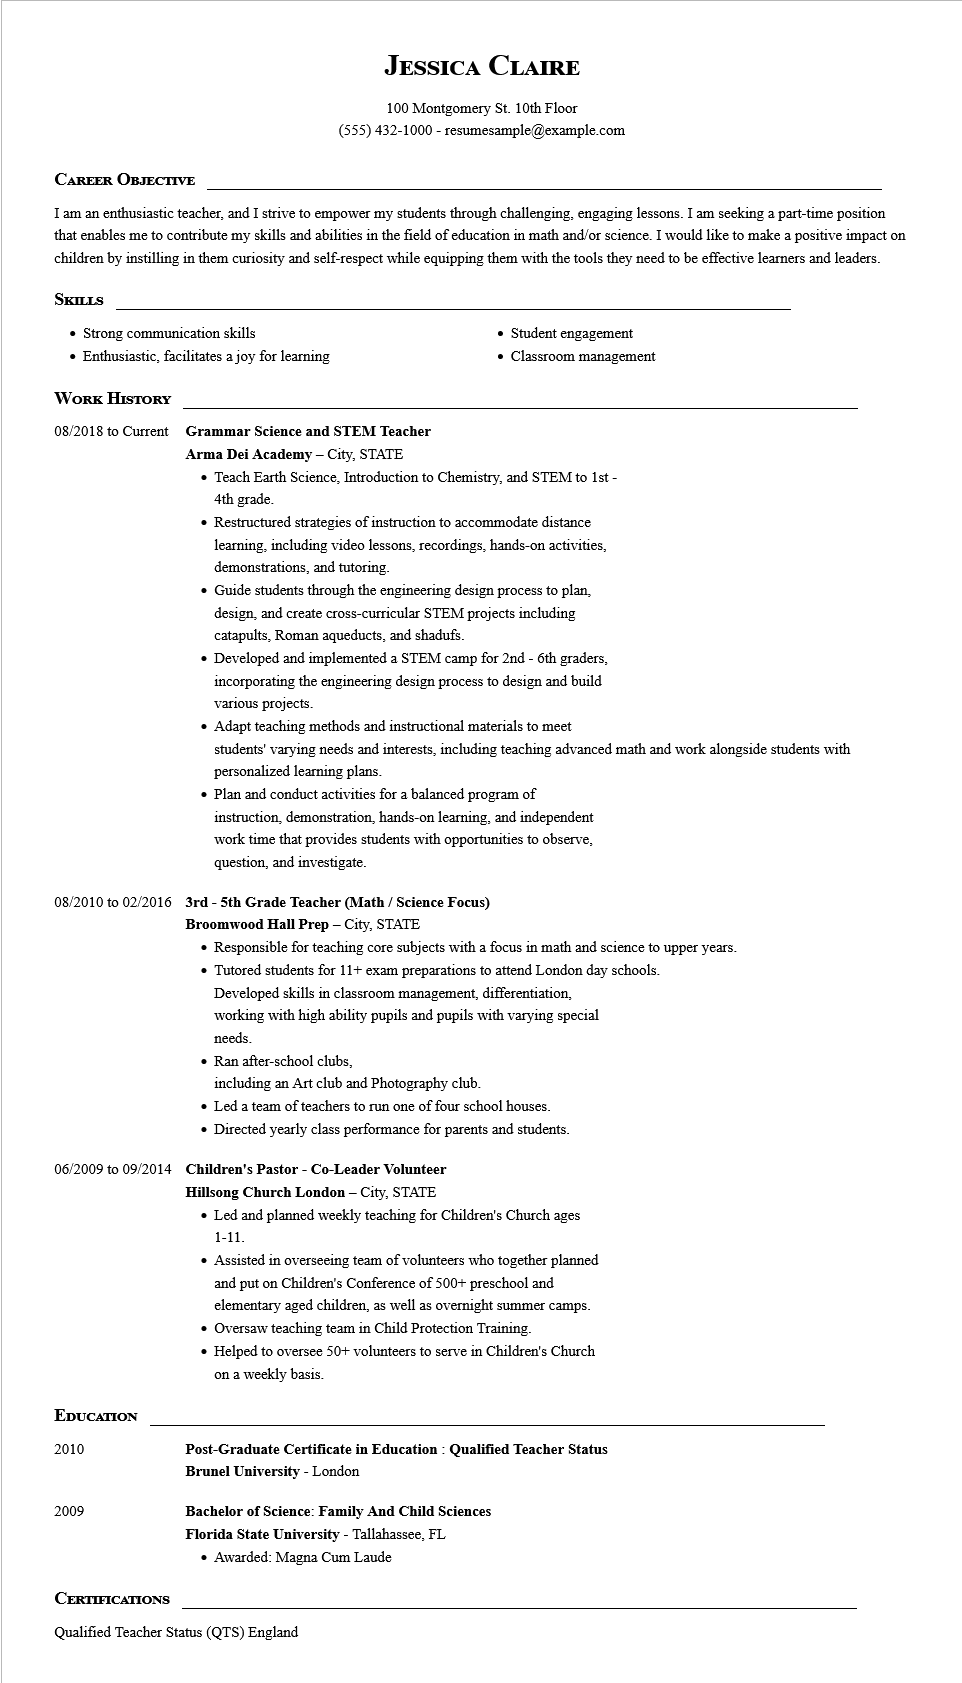 Jessica Claire
100 Montgomery St. 10th Floor
(555) 432-1000 - resumesample@example.com
Career Objective
I am an enthusiastic teacher, and I strive to empower my students through challenging, engaging lessons. I am seeking a part-time position
that enables me to contribute my skills and abilities in the field of education in math and/or science. I would like to make a positive impact on
children by instilling in them curiosity and self-respect while equipping them with the tools they need to be effective learners and leaders.
Skills
• Strong communication skills
• Enthusiastic, facilitates a joy for learning
• Student engagement
• Classroom management
Work History
08/2018 to Current Grammar Science and STEM Teacher
Arma Dei Academy – City, STATE
• Teach Earth Science, Introduction to Chemistry, and STEM to 1st -
4th grade.
• Restructured strategies of instruction to accommodate distance
learning, including video lessons, recordings, hands-on activities,
demonstrations, and tutoring.
• Guide students through the engineering design process to plan,
design, and create cross-curricular STEM projects including
catapults, Roman aqueducts, and shadufs.
• Developed and implemented a STEM camp for 2nd - 6th graders,
incorporating the engineering design process to design and build
various projects.
• Adapt teaching methods and instructional materials to meet
students' varying needs and interests, including teaching advanced math and work alongside students with
personalized learning plans.
• Plan and conduct activities for a balanced program of
instruction, demonstration, hands-on learning, and independent
work time that provides students with opportunities to observe,
question, and investigate.
08/2010 to 02/2016 3rd - 5th Grade Teacher (Math / Science Focus)
Broomwood Hall Prep – City, STATE
• Responsible for teaching core subjects with a focus in math and science to upper years.
• Tutored students for 11+ exam preparations to attend London day schools.
Developed skills in classroom management, differentiation,
working with high ability pupils and pupils with varying special
needs.
• Ran after-school clubs,
including an Art club and Photography club.
• Led a team of teachers to run one of four school houses.
• Directed yearly class performance for parents and students.
06/2009 to 09/2014 Children's Pastor - Co-Leader Volunteer
Hillsong Church London – City, STATE
• Led and planned weekly teaching for Children's Church ages
1-11.
• Assisted in overseeing team of volunteers who together planned
and put on Children's Conference of 500+ preschool and
elementary aged children, as well as overnight summer camps.
• Oversaw teaching team in Child Protection Training.
• Helped to oversee 50+ volunteers to serve in Children's Church
on a weekly basis.
Education
2010 Post-Graduate Certificate in Education : Qualified Teacher Status
Brunel University - London
2009 Bachelor of Science: Family And Child Sciences
Florida State University - Tallahassee, FL
• Awarded: Magna Cum Laude
Certifications
Qualified Teacher Status (QTS) England